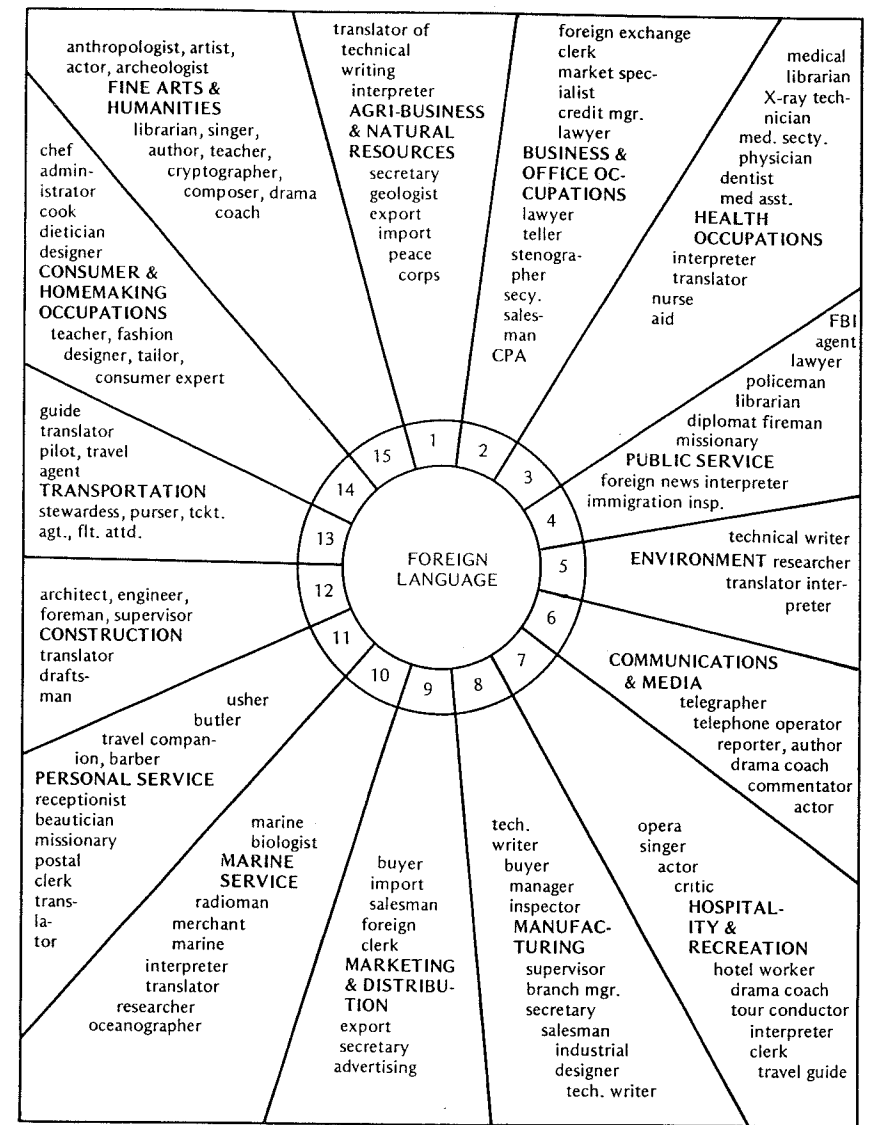 FOREIGN
LANGUAGE
1
translator of
technical
writing
interpreter
AGRI-BUSINESS
& NATURAL
RESOURCES
secretary
geologist
export
import
peace
corps
2
foreign exchange
clerk
market spec-
ialist
credit mgr.
lawyer
BUSINESS &
OFFICE OC-
CUPATIONS
lawyer
teller
stenogra-
pher
secy.
sales-
man
CPA
3
medical
librarian
X-ray tech-
nician
med. secty.
physician
dentist
med asst.
HEALTH
OCCUPATIONS
interpreter
translator
nurse
aid
4
FBI
agent
lawyer
policeman
librarian
diplomat fireman
missionary
PUBLIC SERVICE
foreign news interpreter
immigration insp.
5
technical writer
ENVIRONMENT researcher
translator inter-
preter
6
COMMUNICATIONS
& MEDIA
telegrapher
telephone operator
reporter, author
drama coach
commentator
actor
7
opera
singer
actor
critic
HOSPITAL-
ITY &
RECREATION
hotel worker
drama coach
tour conductor
interpreter
clerk
travel guide
8
tech.
writer
buyer
manager
inspector
MANUFAC-
TURING
supervisor
branch mgr.
secretary
salesman
industrial
designer
tech. writer
9
buyer
import
salesman
foreign
clerk
MARKETING
& DISTRIBU-
TION
export
secretary
advertising
10
marine
biologist
MARINE
SERVICE
radioman
merchant
marine
interpreter
translator
researcher
oceanographer
11
usher
butler
travel compan-
ion, barber
PERSONAL SERVICE
receptionist
beautician
missionary
postal
clerk
trans-
la-
tor
12
architect, engineer,
foreman, supervisor
CONSTRUCTION
translator
drafts-
man
13
guide
translator
pilot, travel
agent
TRANSPORTATION
stewardess, purser, tckt.
agt., flt. attd.
14
chef
admin-
istrator
cook
dietician
designer
CONSUMER &
HOMEMAKING
OCCUPATIONS
teacher, fashion
designer, tailor,
consumer expert
15
anthropologist, artist,
actor, archeologist
FINE ARTS &
HUMANITIES
librarian, singer,
author, teacher,
cryptographer,
composer, drama
coach